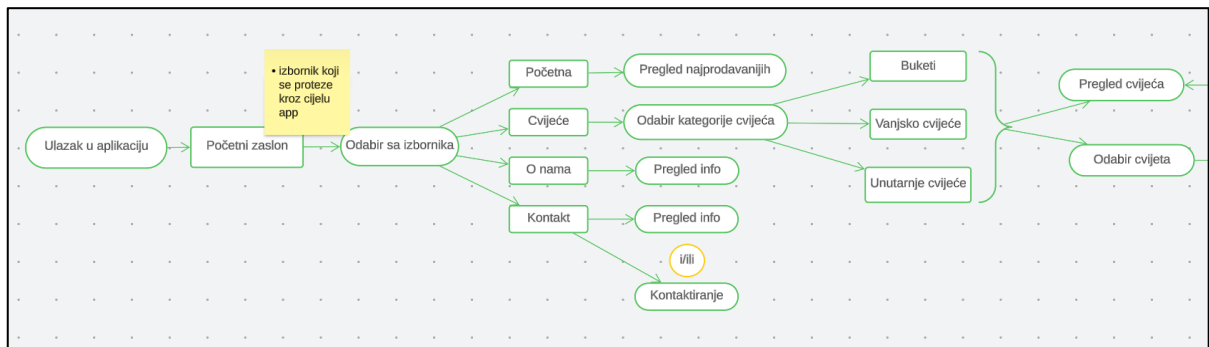 • izbornik koji
se proteze
kroz cijelu
app
Ulazak u aplikaciju
Početni zaslon
Odabir sa izbornika
Početna
Pregled najprodavanijih
Cvijeće
Odabir kategorije cvijeća
O nama
Pregled info
Kontakt
Pregled info
i/ili
Kontaktiranje
Buketi
Vanjsko cvijeće
Unutarnje cvijeće
Pregled cvijeća
Odabir cvijeta